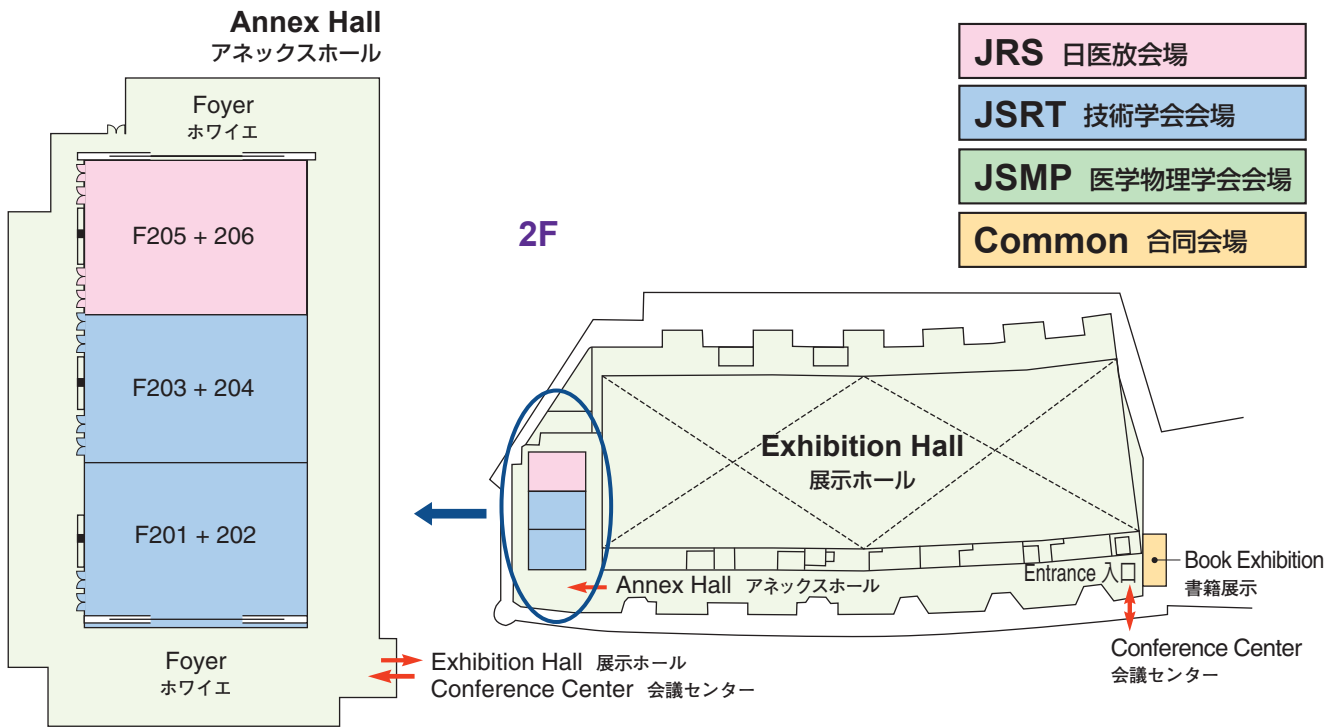 Annex Hall
アネックスホール
Foyer
ホワイエ
F205 + 206
F203 + 204
F201 + 202
Foyer
ホワイエ
Exhibition Hall 展示ホール
Conference Center 会議センター
JRS 日医放会場
JSRT 技術学会会場
JSMP 医学物理学会会場
Common 合同会場
2F
Exhibition Hall
展示ホール
Annex Hall アネックスホール
Entrance 入口
Book Exhibition
書籍展示
Conference Center
会議センター